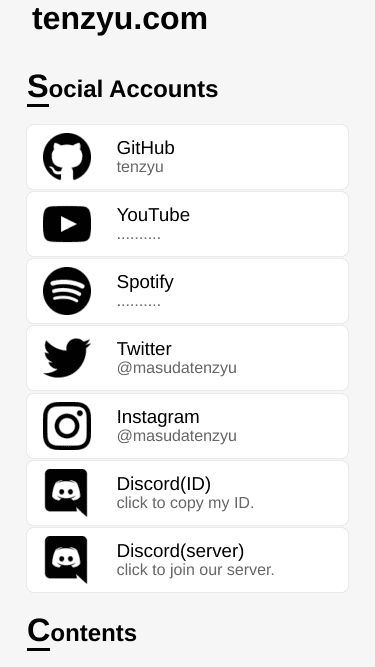 tenzyu.com
Social Accounts
GitHub
tenzyu
YouTube
..........
Spotify
..........
Twitter
@masudatenzyu
Instagram
@masudatenzyu
Discord(ID)
click to copy my ID.
Discord(server)
click to join our server.
Contents